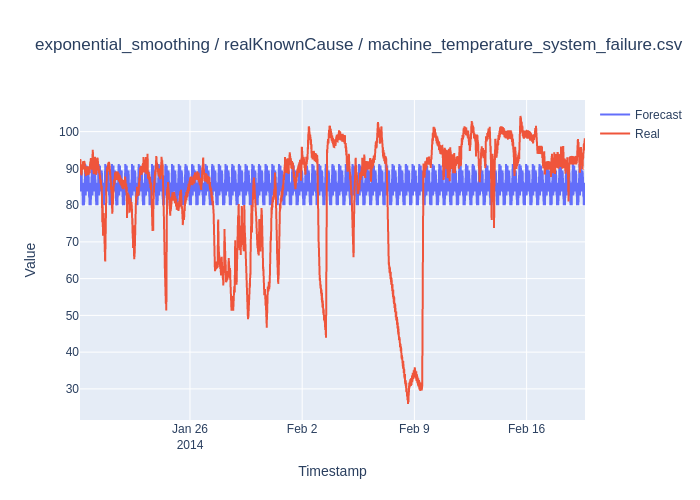 exponential_smoothing / realKnownCause / machine_temperature_system_failure.csv
Forecast
Real
100
90
80
70
60
50
40
30
Value
Jan 26
2014
Feb 2
Feb 9
Feb 16
Timestamp